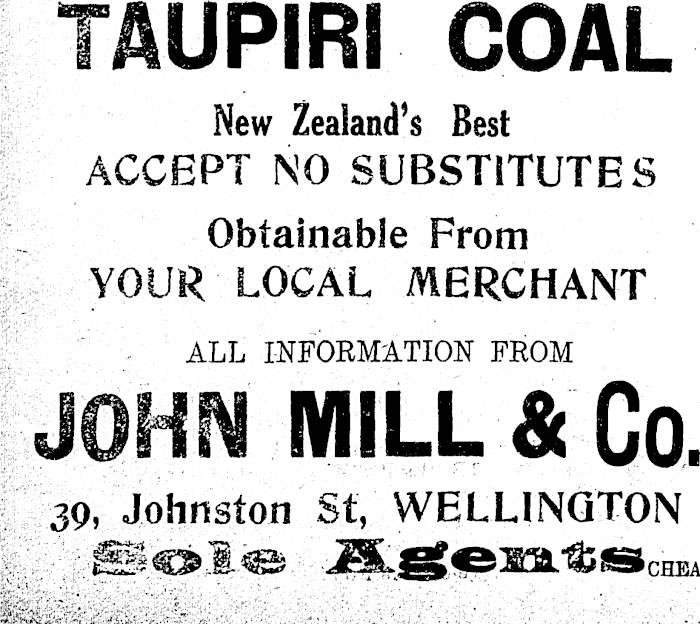 TAUPIRI COAL
New Zealand's Best
ACCEPT NO SUBSTITUTES
Obtainable From
YOUR LOCAL MERCHANT
ALL INFORMATION FROM
JOHN MILL & Co.
39, Johnston St, WELLINGTON
Sole Agents CHEA